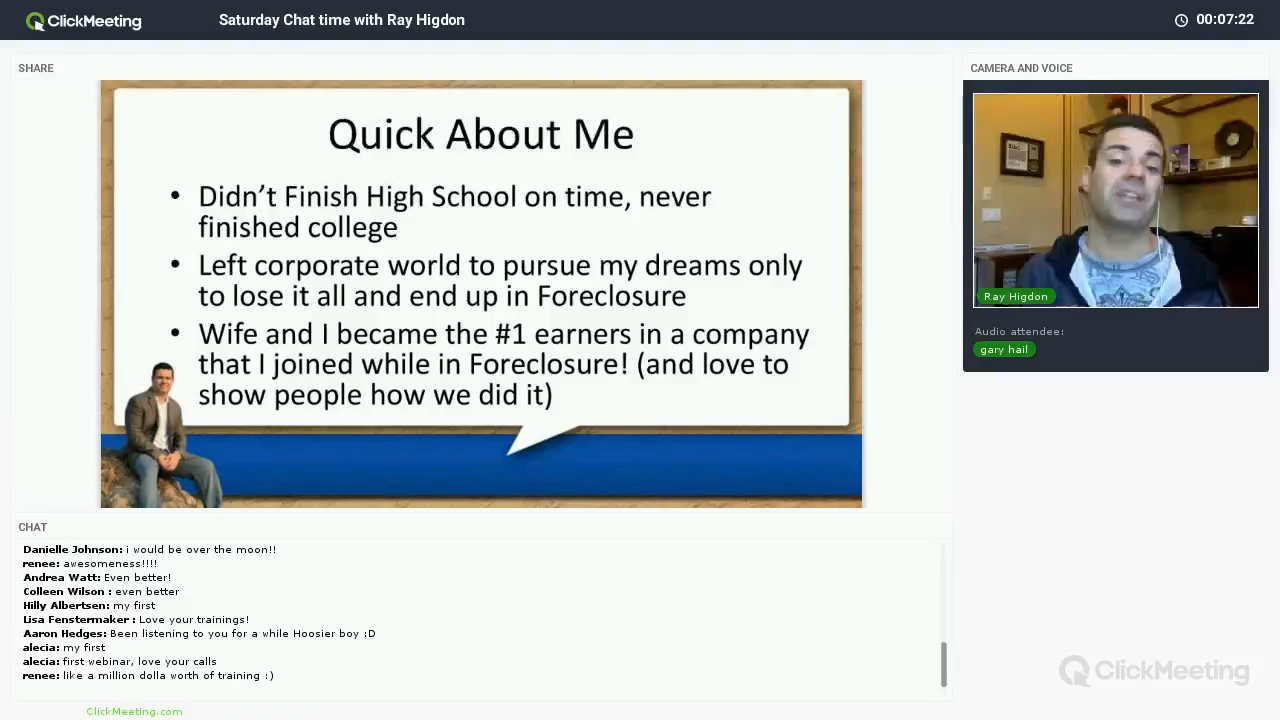 ClickMeeting
Saturday Chat time with Ray Higdon
00:07:22
SHARE
Quick About Me
• Didn't Finish High School on time, never
finished college
• Left corporate world to pursue my dreams only
to lose it all and end up in Foreclosure
• Wife and I became the #1 earners in a company
that I joined while in Foreclosure! (and love to
show people how we did it)
CAMERA AND VOICE
Ray Higdon
Audio attendee:
gary hail
CHAT
Danielle Johnson: i would be over the moon!!
renee: awesomeness!!!!
Andrea Watt: Even better!
Colleen Wilson : even better
Hilly Albertsen: my first
Lisa Fenstermaker : Love your trainings!
Aaron Hedges: Been listening to you for a while Hoosier boy :D
alecia: my first
alecia: first webinar, love your calls
renee: like a million dolla worth of training :)
ClickMeeting.com
ClickMeeting